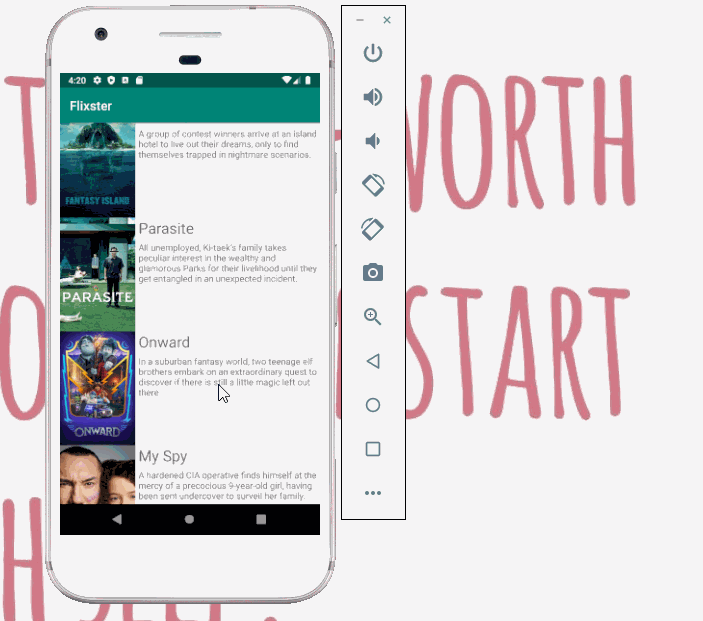 4:20
Flixster
A group of contest winners arrive at an island
hotel to live out their dreams, only to find
themselves trapped in nightmare scenarios.
FANTASY ISLAND
Parasite
All unemployed, Ki-taek's family takes
peculiar interest in the wealthy and
glamorous Parks for their livelihood until they
get entangled in an unexpected incident.
PARASITE
Onward
In a suburban fantasy world, two teenage elf
brothers embark on an extraordinary quest to
discover if there is still a little magic left out
there
ONWARD
My Spy
A hardened CIA operative finds himself at the
mercy of a precocious 9-year-old girl, having
been sent undercover to surveil her family.
WORTH
START